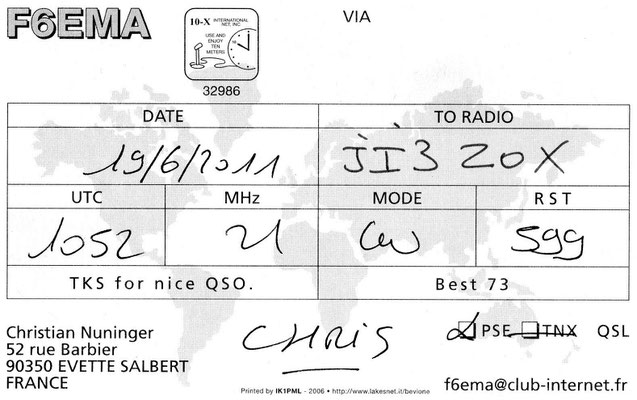 F6EMA
VIA
10-X INTERNATIONAL NET, INC
USE AND ENJOY TEN METERS
32986
DATE TO RADIO
19/6/2011 JI3 ZOX
UTC MHz MODE RST
1052 21 CW 599
TKS for nice QSO. Best 73
Christian Nuninger
52 rue Barbier
90350 EVETTE SALBERT
FRANCE
CHRIS
PSE TNX QSL
f6ema@club-internet.fr
Printed by IK1PML - 2006 • http://www.lakesnet.it/bevione